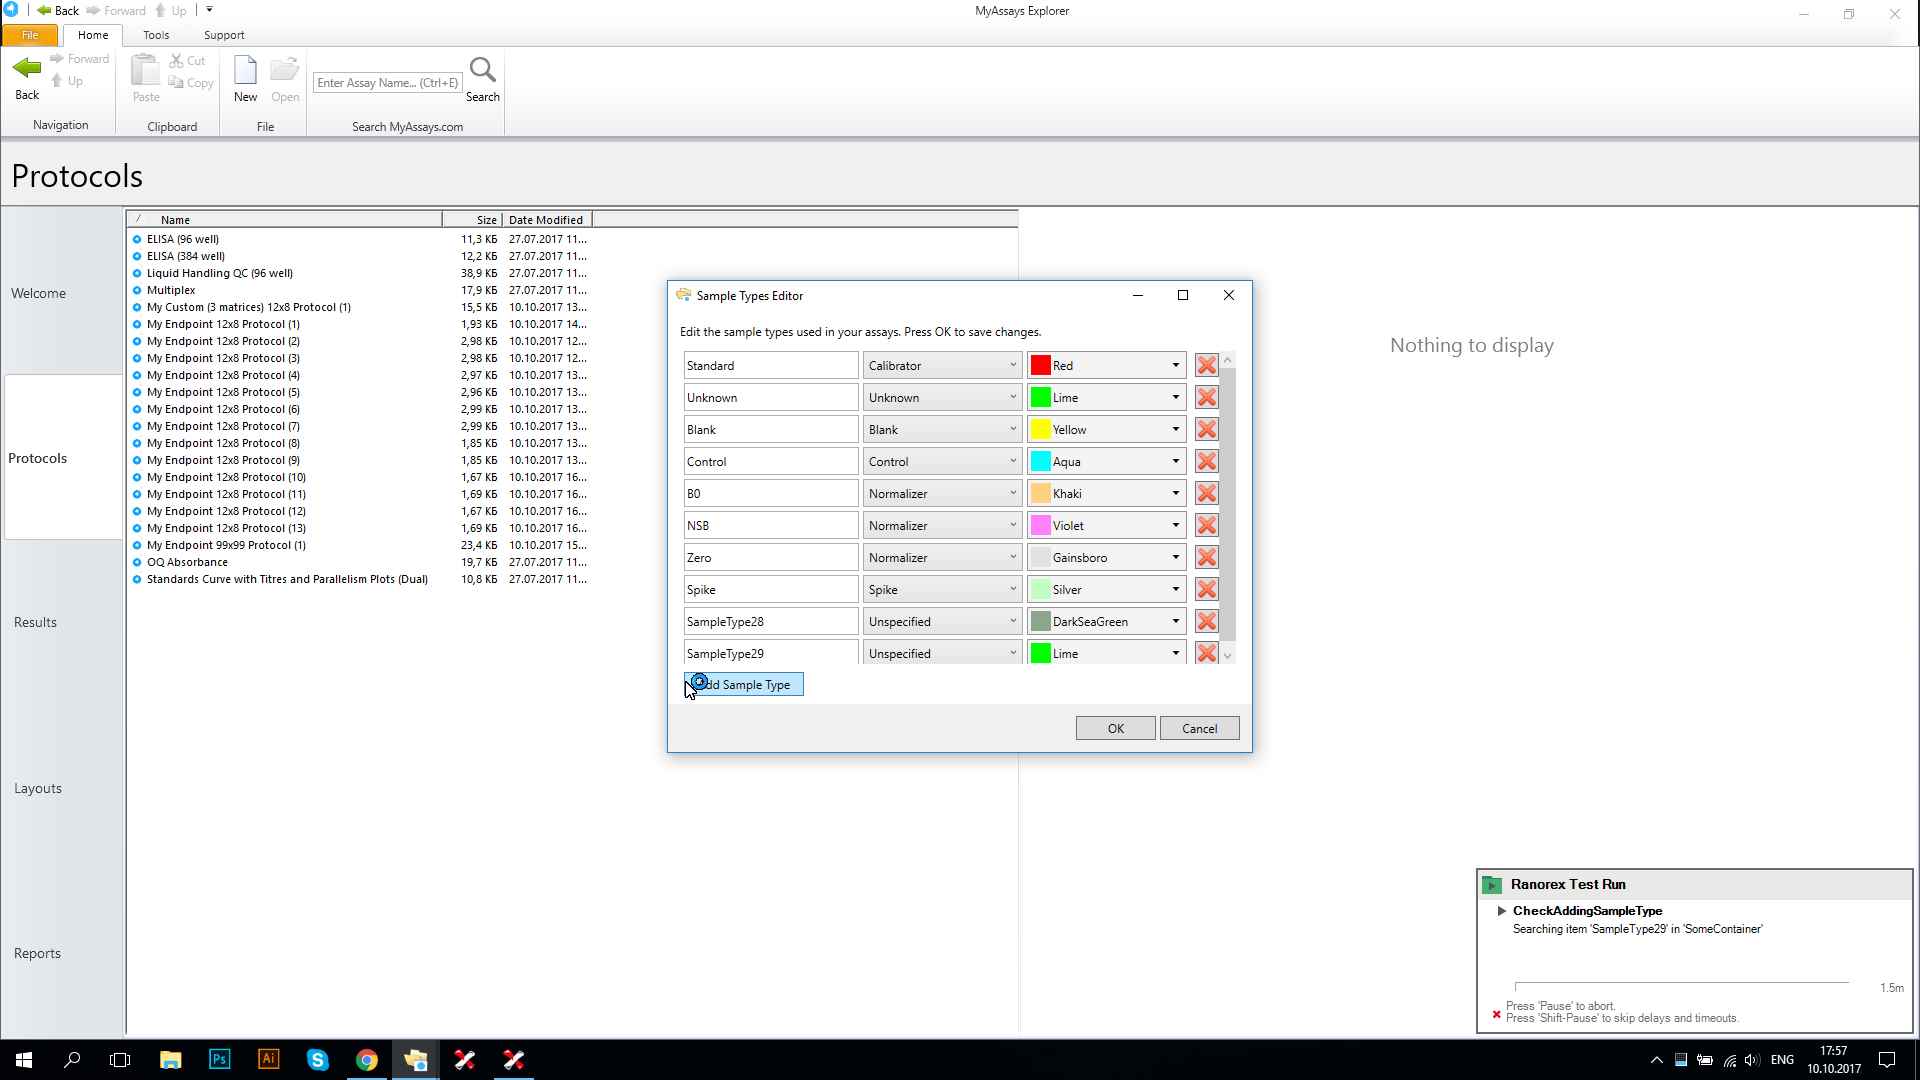 Back Forward Up
MyAssays Explorer
File Home Tools Support
Back
Forward
Up
Navigation
Paste
Cut
Copy
Clipboard
New
Open
File
Enter Assay Name... (Ctrl+E)
Search
Search MyAssays.com
Protocols
Welcome
Protocols
Results
Layouts
Reports
Name Size Date Modified
ELISA (96 well) 11,3 КБ 27.07.2017 11...
ELISA (384 well) 12,2 КБ 27.07.2017 11...
Liquid Handling QC (96 well) 38,9 КБ 27.07.2017 11...
Multiplex 17,9 КБ 27.07.2017 11...
My Custom (3 matrices) 12x8 Protocol (1) 15,5 КБ 10.10.2017 13...
My Endpoint 12x8 Protocol (1) 1,93 КБ 10.10.2017 14...
My Endpoint 12x8 Protocol (2) 2,98 КБ 10.10.2017 12...
My Endpoint 12x8 Protocol (3) 2,98 КБ 10.10.2017 12...
My Endpoint 12x8 Protocol (4) 2,97 КБ 10.10.2017 13...
My Endpoint 12x8 Protocol (5) 2,96 КБ 10.10.2017 13...
My Endpoint 12x8 Protocol (6) 2,99 КБ 10.10.2017 13...
My Endpoint 12x8 Protocol (7) 2,99 КБ 10.10.2017 13...
My Endpoint 12x8 Protocol (8) 1,85 КБ 10.10.2017 13...
My Endpoint 12x8 Protocol (9) 1,85 КБ 10.10.2017 13...
My Endpoint 12x8 Protocol (10) 1,67 КБ 10.10.2017 16...
My Endpoint 12x8 Protocol (11) 1,69 КБ 10.10.2017 16...
My Endpoint 12x8 Protocol (12) 1,67 КБ 10.10.2017 16...
My Endpoint 12x8 Protocol (13) 1,69 КБ 10.10.2017 16...
My Endpoint 99x99 Protocol (1) 23,4 КБ 10.10.2017 15...
OQ Absorbance 19,7 КБ 27.07.2017 11...
Standards Curve with Titres and Parallelism Plots (Dual) 10,8 КБ 27.07.2017 11...
Nothing to display
Sample Types Editor
Edit the sample types used in your assays. Press OK to save changes.
Standard Calibrator Red
Unknown Unknown Lime
Blank Blank Yellow
Control Control Aqua
B0 Normalizer Khaki
NSB Normalizer Violet
Zero Normalizer Gainsboro
Spike Spike Silver
SampleType28 Unspecified DarkSeaGreen
SampleType29 Unspecified Lime
Sample Type
OK Cancel
Ranorex Test Run
CheckAddingSampleType
Searching item 'SampleType29' in 'SomeContainer'
1.5m
Press 'Pause' to abort.
Press 'Shift-Pause' to skip delays and timeouts.
Ps Ai
ENG
17:57
10.10.2017